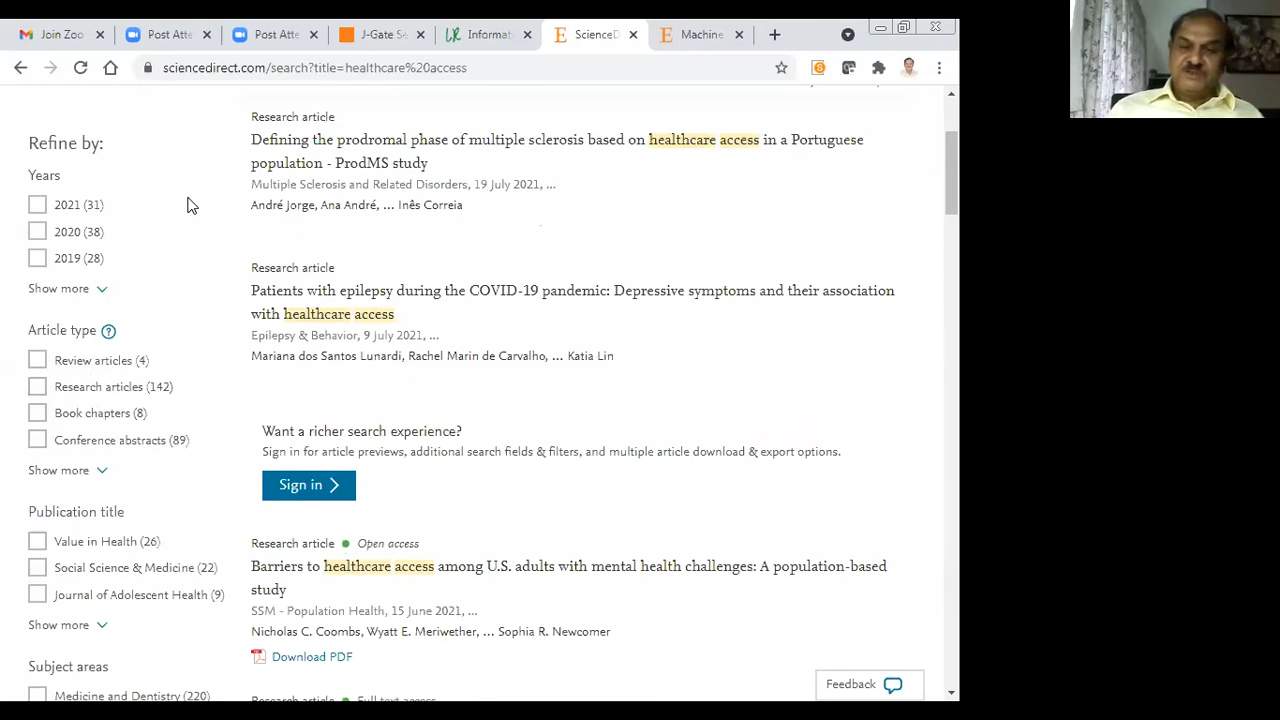 Join Zoo
Post Atte
Post Atte
J-Gate Se
Informati
ScienceD
Machine
sciencedirect.com/search?title=healthcare%20access
Refine by:
Years
2021 (31)
2020 (38)
2019 (28)
Show more
Article type
Review articles (4)
Research articles (142)
Book chapters (8)
Conference abstracts (89)
Show more
Publication title
Value in Health (26)
Social Science & Medicine (22)
Journal of Adolescent Health (9)
Show more
Subject areas
Medicine and Dentistry (220)
Research article
Defining the prodromal phase of multiple sclerosis based on healthcare access in a Portuguese
population - ProdMS study
Multiple Sclerosis and Related Disorders, 19 July 2021, ...
André Jorge, Ana André, ... Inês Correia
Research article
Patients with epilepsy during the COVID-19 pandemic: Depressive symptoms and their association
with healthcare access
Epilepsy & Behavior, 9 July 2021, ...
Mariana dos Santos Lunardi, Rachel Marin de Carvalho, ... Katia Lin
Want a richer search experience?
Sign in for article previews, additional search fields & filters, and multiple article download & export options.
Sign in
Research article Open access
Barriers to healthcare access among U.S. adults with mental health challenges: A population-based
study
SSM - Population Health, 15 June 2021, ...
Nicholas C. Coombs, Wyatt E. Meriwether, ... Sophia R. Newcomer
Download PDF
Research article Full text access
Feedback